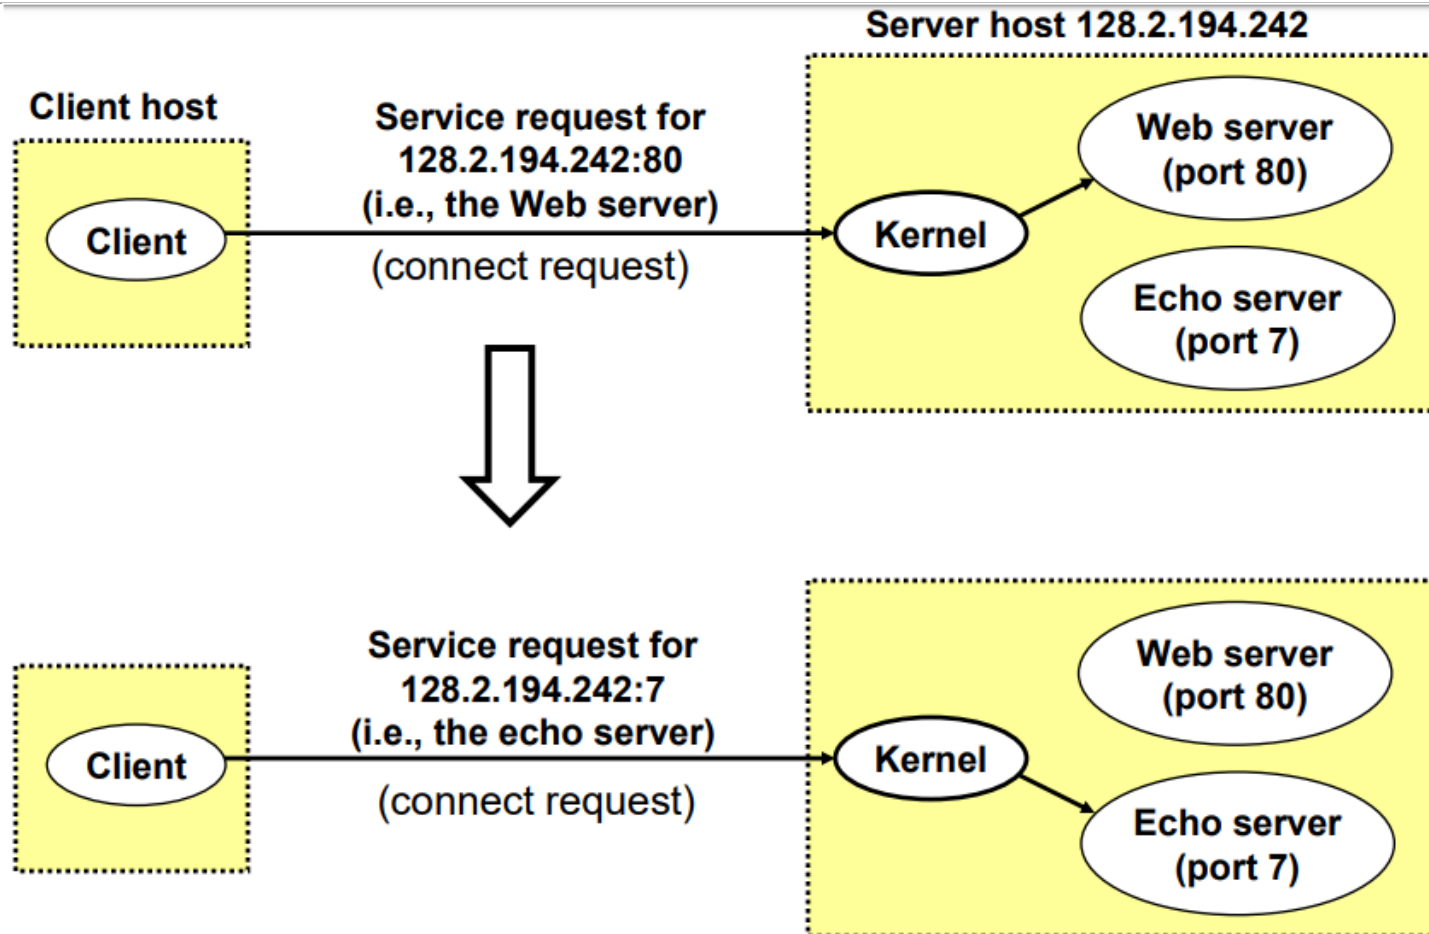 Server host 128.2.194.242
Client host
Service request for
128.2.194.242:80
(i.e., the Web server)
(connect request)
Client
Kernel
Web server
(port 80)
Echo server
(port 7)
Service request for
128.2.194.242:7
(i.e., the echo server)
(connect request)
Client
Kernel
Web server
(port 80)
Echo server
(port 7)